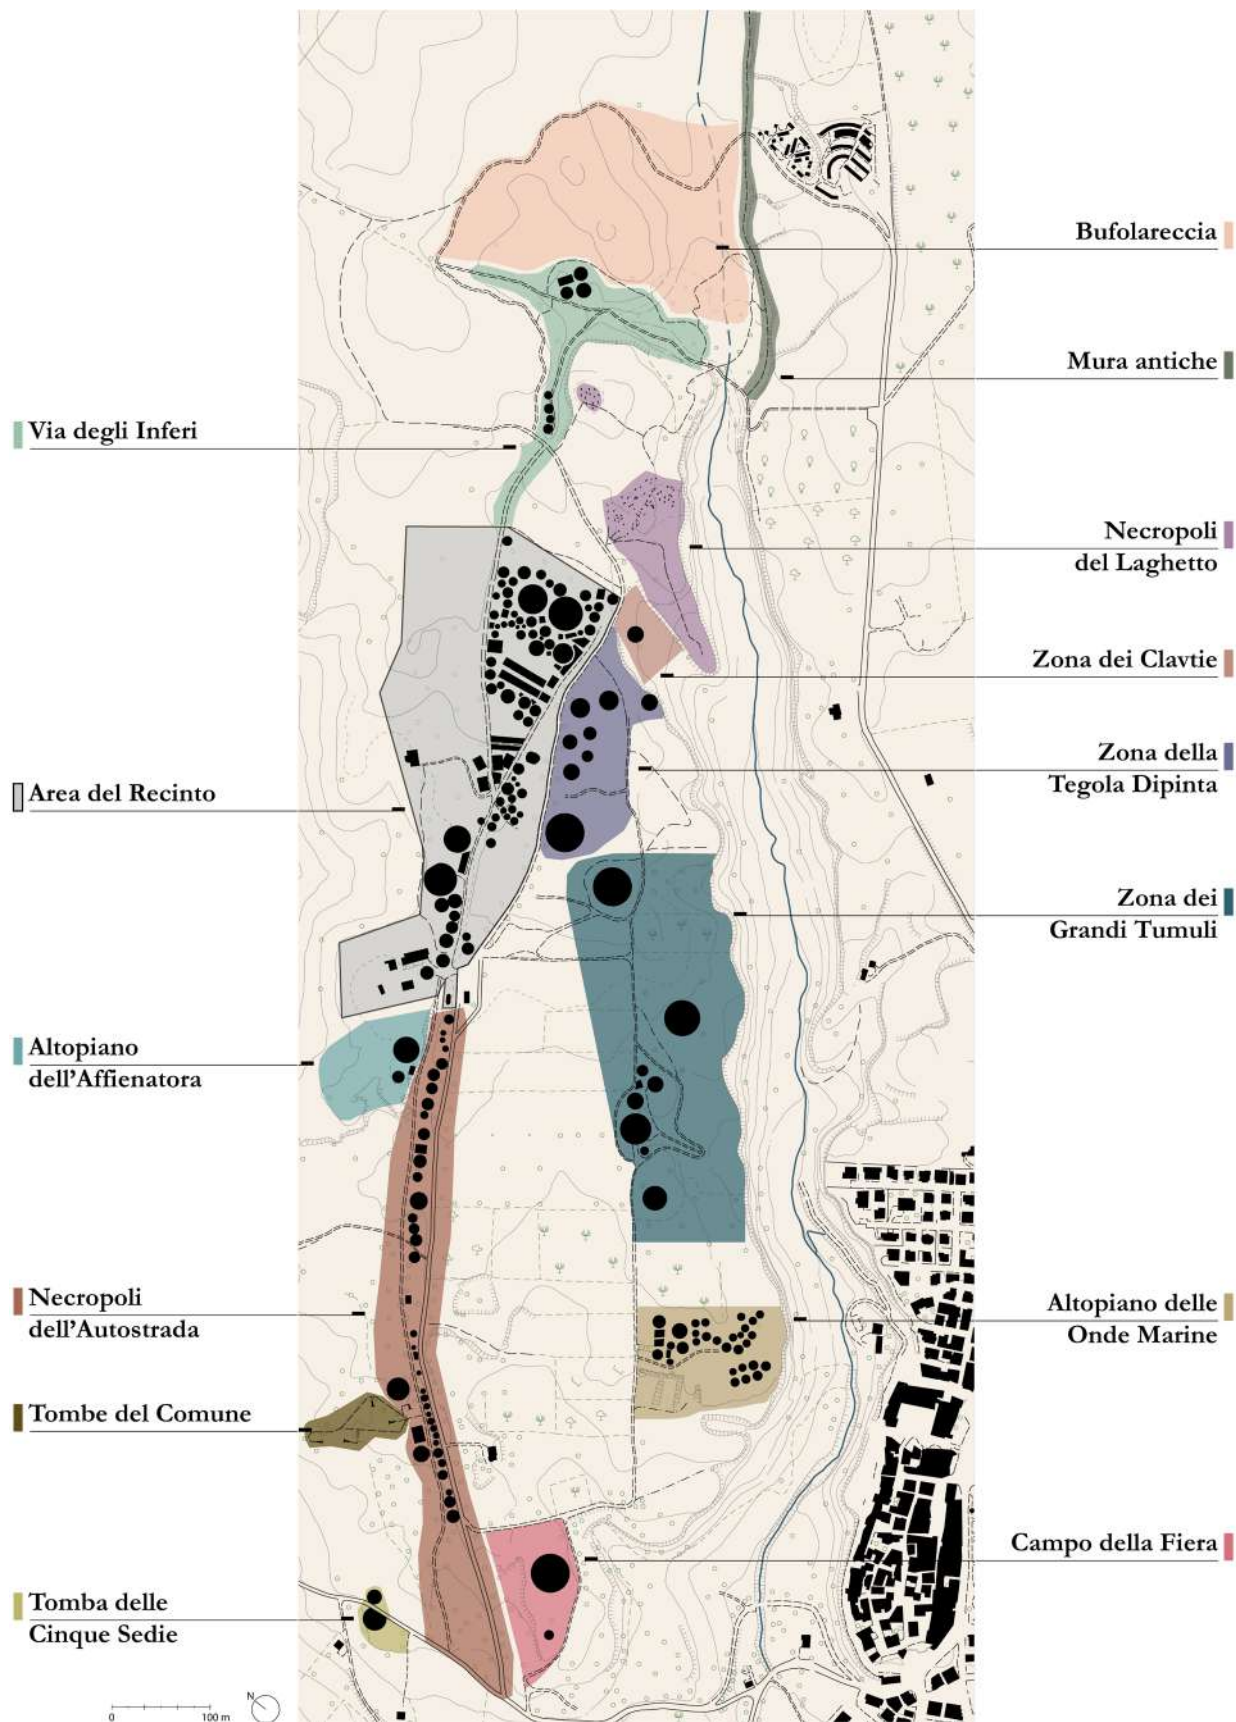 Bufolareccia
Mura antiche
Via degli Inferi
Necropoli
del Laghetto
Zona dei Clavtie
Zona della
Tegola Dipinta
Area del Recinto
Zona dei
Grandi Tumuli
Altopiano
dell'Affienatora
Necropoli
dell'Autostrada
Altopiano delle
Onde Marine
Tombe del Comune
Campo della Fiera
Tomba delle
Cinque Sedie
N
0 100 m